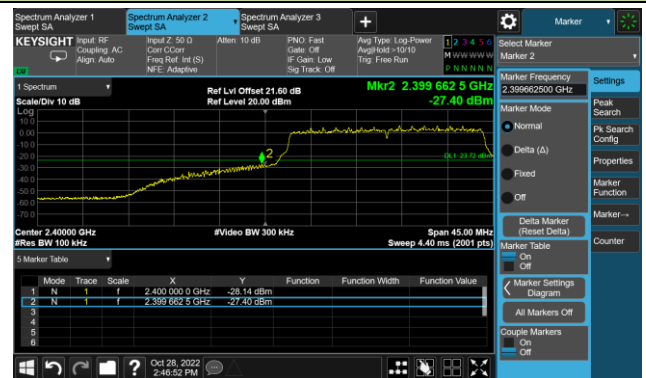 Spectrum Analyzer 1
Swept SA
Spectrum Analyzer 2
Swept SA
Spectrum Analyzer 3
Swept SA
Marker
KEYSIGHT
Input: RF
Coupling: AC
Align: Auto
Input Z: 50 Ω
Corr CCorr
Freq Ref: Int (S)
NFE: Adaptive
Atten: 10 dB
PNO: Fast
Gate: Off
IF Gain: Low
Sig Track: Off
Avg Type: Log-Power
Avg|Hold:>10/10
Trig: Free Run
1 2 3 4 5 6
M W W W W W
P N N N N N
LXI
Select Marker
Marker 2
1 Spectrum
Scale/Div 10 dB
Log
Ref Lvl Offset 21.60 dB
Ref Level 20.00 dBm
Mkr2 2.399 662 5 GHz
-27.40 dBm
10.0
0.00
-10.0
-20.0
-30.0
-40.0
-50.0
-60.0
-70.0
2
DL1 -23.72 dBm
Center 2.40000 GHz
#Res BW 100 kHz
#Video BW 300 kHz
Span 45.00 MHz
Sweep 4.40 ms (2001 pts)
5 Marker Table
Mode Trace Scale X Y Function Function Width Function Value
1 N 1 f 2.400 000 0 GHz -28.14 dBm
2 N 1 f 2.399 662 5 GHz -27.40 dBm
3
4
5
6
Marker Frequency
2.399662500 GHz
Marker Mode
Normal
Delta (Δ)
Fixed
Off
Delta Marker
(Reset Delta)
Marker Table
On
Off
Marker Settings
Diagram
All Markers Off
Couple Markers
On
Off
Settings
Peak
Search
Pk Search
Config
Properties
Marker
Function
Marker→
Counter
?
Oct 28, 2022
2:46:52 PM